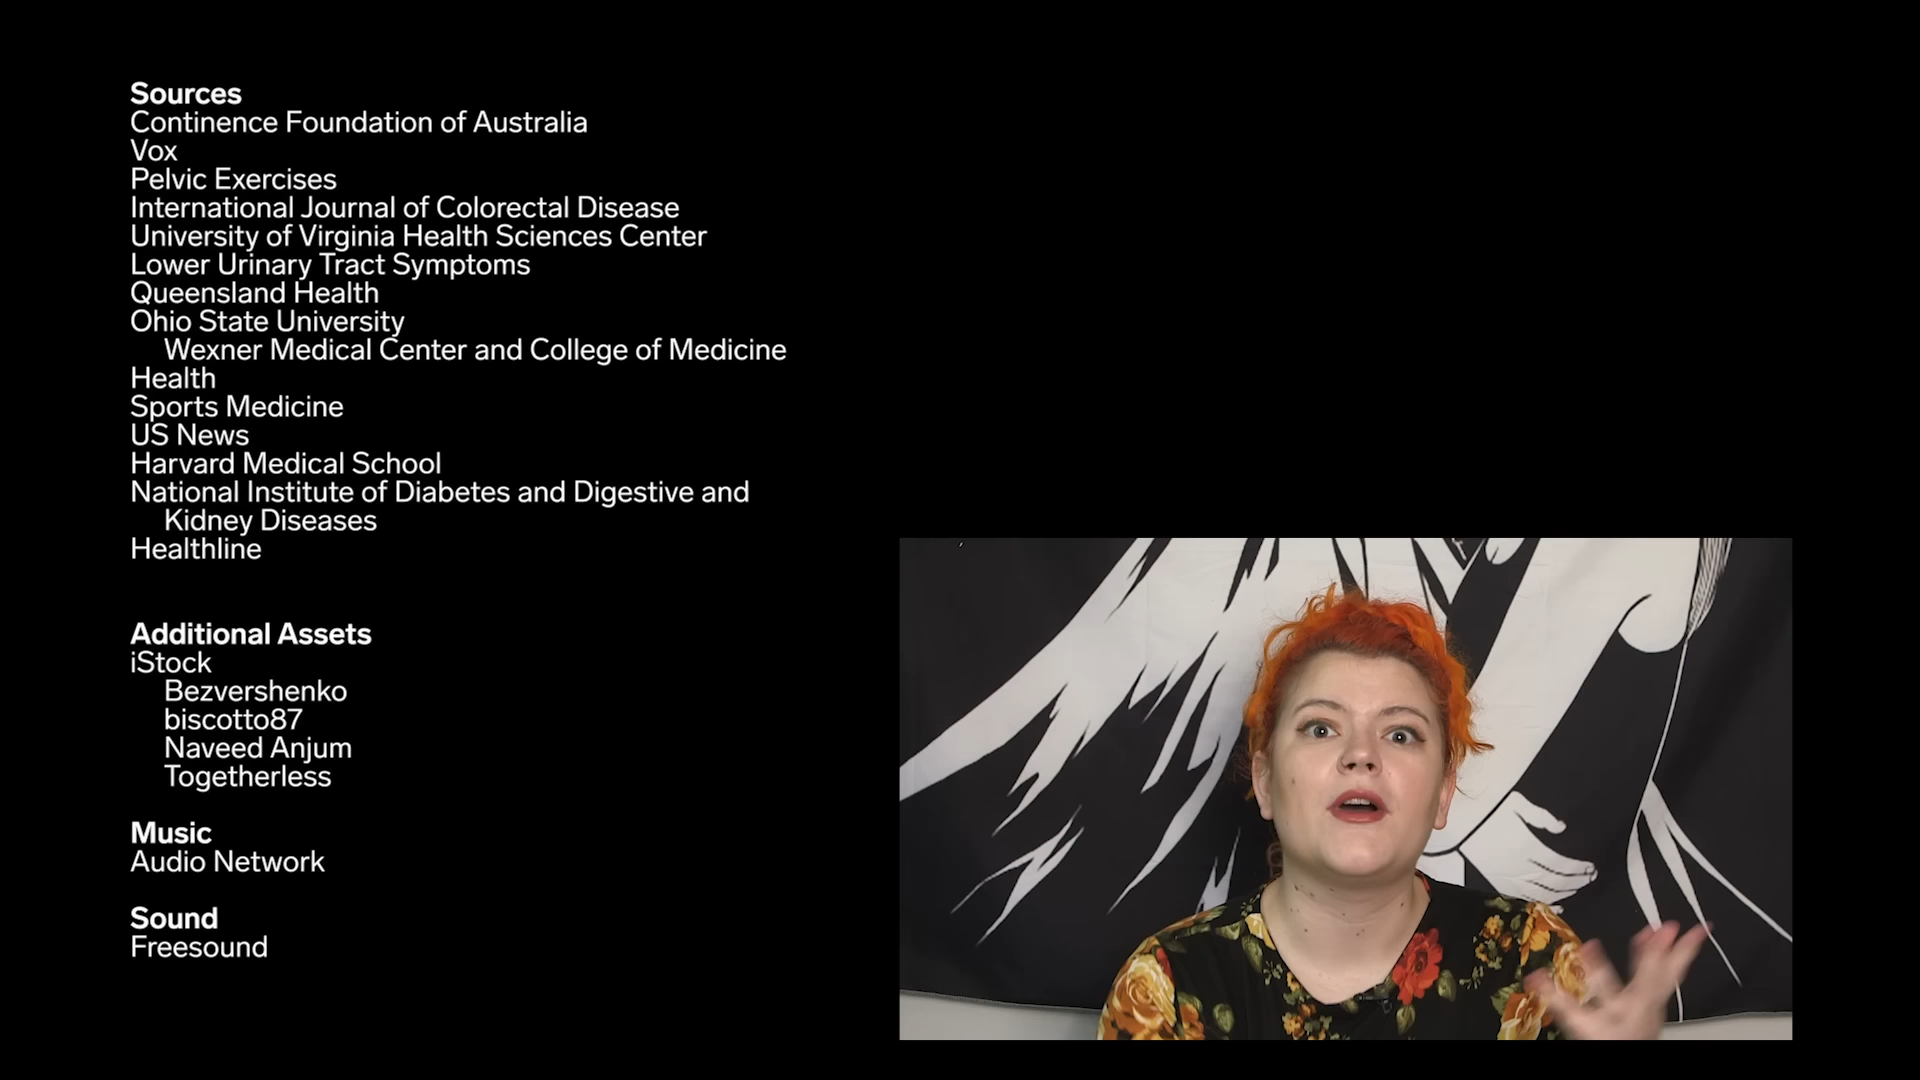 Sources
Continence Foundation of Australia
Vox
Pelvic Exercises
International Journal of Colorectal Disease
University of Virginia Health Sciences Center
Lower Urinary Tract Symptoms
Queensland Health
Ohio State University
Wexner Medical Center and College of Medicine
Health
Sports Medicine
US News
Harvard Medical School
National Institute of Diabetes and Digestive and
Kidney Diseases
Healthline
Additional Assets
iStock
Bezvershenko
biscotto87
Naveed Anjum
Togetherless
Music
Audio Network
Sound
Freesound